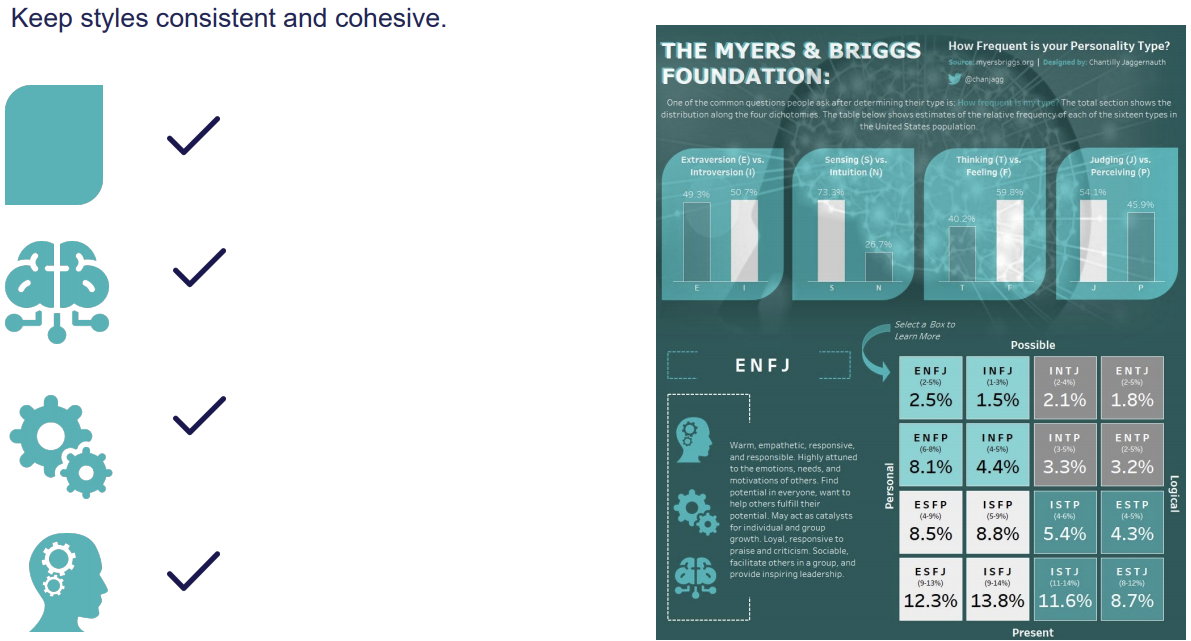 Keep styles consistent and cohesive.
THE MYERS & BRIGGS
FOUNDATION:
How Frequent is your Personality Type?
Source: myersbriggs.org | Designed by: Chantilly Jaggernauth
@chanjagg
One of the common questions people ask after determining their type is: How frequent is my type? The total section shows the
distribution along the four dichotomies. The table below shows estimates of the relative frequency of each of the sixteen types in
the United States population.
Extraversion (E) vs.
Introversion (I)
49.3%
50.7%
E
I
Sensing (S) vs.
Intuition (N)
73.3%
26.7%
S
N
Thinking (T) vs.
Feeling (F)
40.2%
59.8%
T
F
Judging (J) vs.
Perceiving (P)
54.1%
45.9%
J
P
Select a Box to
Learn More
ENFJ
Warm, empathetic, responsive,
and responsible. Highly attuned
to the emotions, needs, and
motivations of others. Find
potential in everyone, want to
help others fulfill their
potential. May act as catalysts
for individual and group
growth. Loyal, responsive to
praise and criticism. Sociable,
facilitate others in a group, and
provide inspiring leadership.
Possible
Personal
Logical
ENFJ
(2-5%)
2.5%
INFJ
(1-3%)
1.5%
INTJ
(2-4%)
2.1%
ENTJ
(2-5%)
1.8%
ENFP
(6-8%)
8.1%
INFP
(4-5%)
4.4%
INTP
(3-5%)
3.3%
ENTP
(2-5%)
3.2%
ESFP
(4-9%)
8.5%
ISFP
(5-9%)
8.8%
ISTP
(4-6%)
5.4%
ESTP
(4-5%)
4.3%
ESFJ
(9-13%)
12.3%
ISFJ
(9-14%)
13.8%
ISTJ
(11-14%)
11.6%
ESTJ
(8-12%)
8.7%
Present